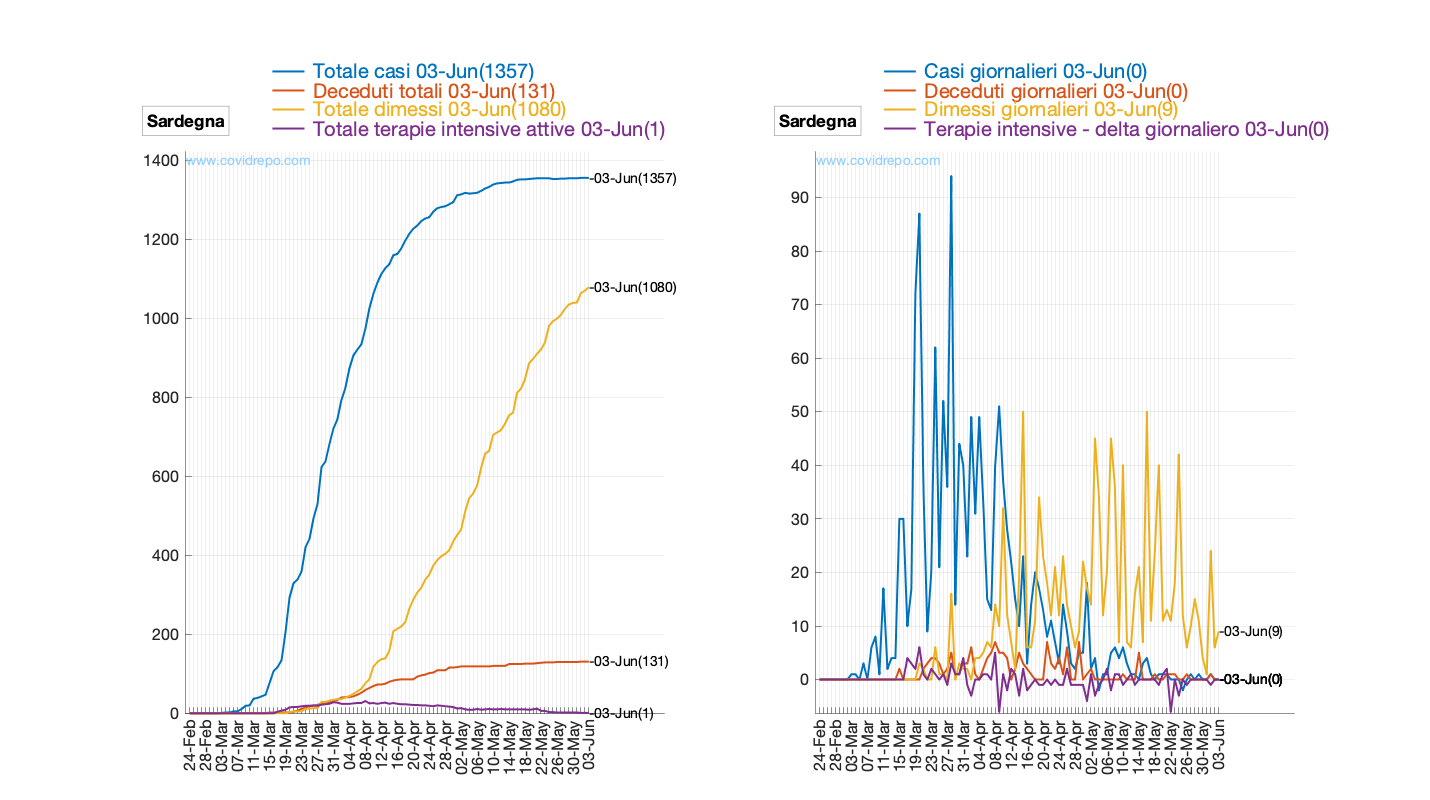 Totale casi 03-Jun(1357)
Deceduti totali 03-Jun(131)
Totale dimessi 03-Jun(1080)
Totale terapie intensive attive 03-Jun(1)
Sardegna
www.covidrepo.com
1400
1200
1000
800
600
400
200
0
-03-Jun(1357)
-03-Jun(1080)
-03-Jun(131)
-03-Jun(1)
24-Feb
28-Feb
03-Mar
07-Mar
11-Mar
15-Mar
19-Mar
23-Mar
27-Mar
31-Mar
04-Apr
08-Apr
12-Apr
16-Apr
20-Apr
24-Apr
28-Apr
02-May
06-May
10-May
14-May
18-May
22-May
26-May
30-May
03-Jun
Casi giornalieri 03-Jun(0)
Deceduti giornalieri 03-Jun(0)
Dimessi giornalieri 03-Jun(9)
Terapie intensive - delta giornaliero 03-Jun(0)
Sardegna
www.covidrepo.com
90
80
70
60
50
40
30
20
10
0
-03-Jun(9)
-03-Jun(0)
24-Feb
28-Feb
03-Mar
07-Mar
11-Mar
15-Mar
19-Mar
23-Mar
27-Mar
31-Mar
04-Apr
08-Apr
12-Apr
16-Apr
20-Apr
24-Apr
28-Apr
02-May
06-May
10-May
14-May
18-May
22-May
26-May
30-May
03-Jun